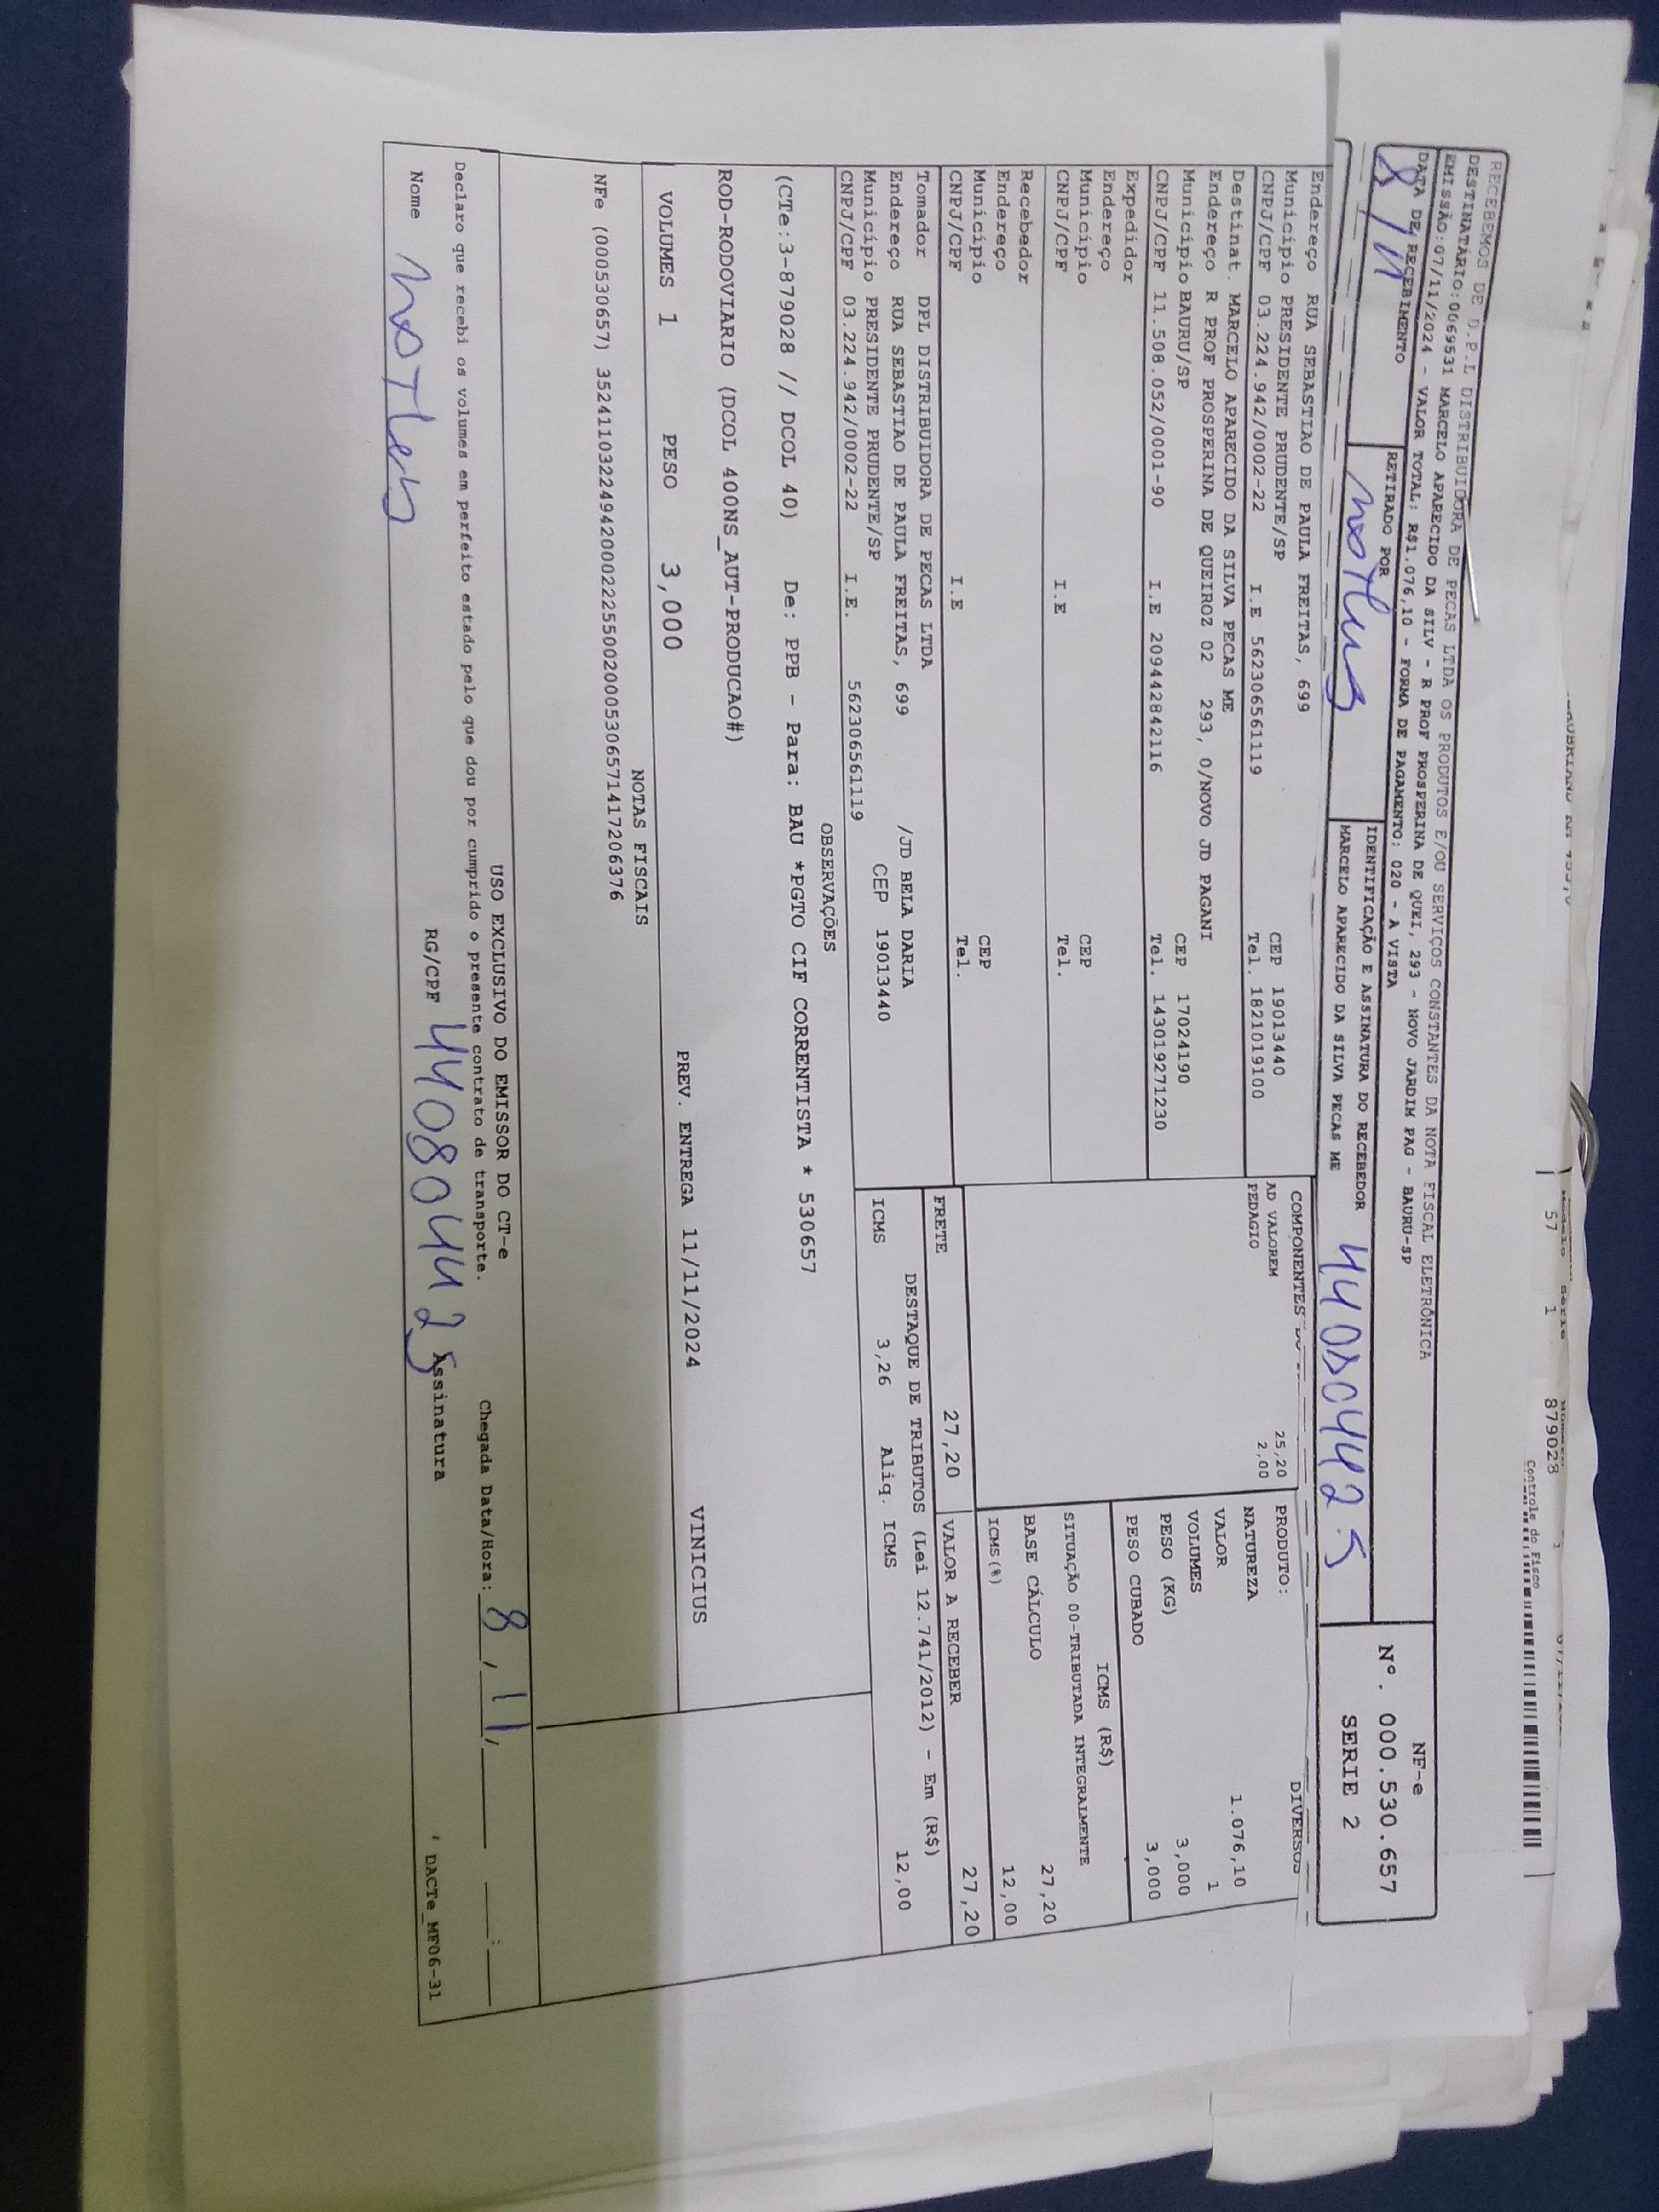 RECEBEMOS DE D.P.L DISTRIBUIDORA DE PECAS LTDA OS PRODUTOS E/OU SERVIÇOS CONSTANTES DA NOTA FISCAL ELETRÔNICA
DESTINATÁRIO:0069531 MARCELO APARECIDO DA SILV - R PROF PROSPERINA DE QUEI, 293 - NOVO JARDIM PAG - BAURU-SP
EMISSÃO:07/11/2024 - VALOR TOTAL: R$1.076,10 - FORMA DE PAGAMENTO: 020 - A VISTA
DATA DE RECEBIMENTO
8/11
RETIRADO POR
IDENTIFICAÇÃO E ASSINATURA DO RECEBEDOR
MARCELO APARECIDO DA SILVA PECAS ME
440804425
NF-e
Nº. 000.530.657
SERIE 2
57 1 879028
Controle do Fisco
Endereço RUA SEBASTIAO DE PAULA FREITAS, 699
Município PRESIDENTE PRUDENTE/SP CEP 19013440
CNPJ/CPF 03.224.942/0002-22 I.E 562306561119 Tel. 1821019100
Destinat. MARCELO APARECIDO DA SILVA PECAS ME
Endereço R PROF PROSPERINA DE QUEIROZ 02 293, 0/NOVO JD PAGANI
Município BAURU/SP CEP 17024190
CNPJ/CPF 11.508.052/0001-90 I.E 209442842116 Tel. 143019271230
Expedidor
Endereço
Município CEP
CNPJ/CPF I.E Tel.
Recebedor
Endereço
Município CEP
CNPJ/CPF I.E Tel.
Tomador DPL DISTRIBUIDORA DE PECAS LTDA
Endereço RUA SEBASTIAO DE PAULA FREITAS, 699 /JD BELA DARIA
Município PRESIDENTE PRUDENTE/SP CEP 19013440
CNPJ/CPF 03.224.942/0002-22 I.E. 562306561119
COMPONENTES
AD VALOREM 25,20
PEDAGIO 2,00
PRODUTO: DIVERSOS
NATUREZA
VALOR 1.076,10
VOLUMES 1
PESO (KG) 3,000
PESO CUBADO 3,000
ICMS (R$)
SITUAÇÃO 00-TRIBUTADA INTEGRALMENTE
BASE CÁLCULO 27,20
ICMS(%) 12,00
FRETE 27,20 VALOR A RECEBER 27,20
DESTAQUE DE TRIBUTOS (Lei 12.741/2012) - Em (R$)
ICMS 3,26 Aliq. ICMS 12,00
OBSERVAÇÕES
(CTe:3-879028 // DCOL 40) De: PPB - Para: BAU *PGTO CIF CORRENTISTA * 530657
ROD-RODOVIARIO (DCOL 400NS_AUT-PRODUCAO#)
VOLUMES 1 PESO 3,000 PREV. ENTREGA 11/11/2024 VINICIUS
NOTAS FISCAIS
NFe (000530657) 35241103224942000222550020005306571417206376
USO EXCLUSIVO DO EMISSOR DO CT-e
Declaro que recebi os volumes em perfeito estado pelo que dou por cumprido o presente contrato de transporte. Chegada Data/Hora: 8/11/ :
Nome RG/CPF 440804425 Assinatura
DACTe_MF06-31